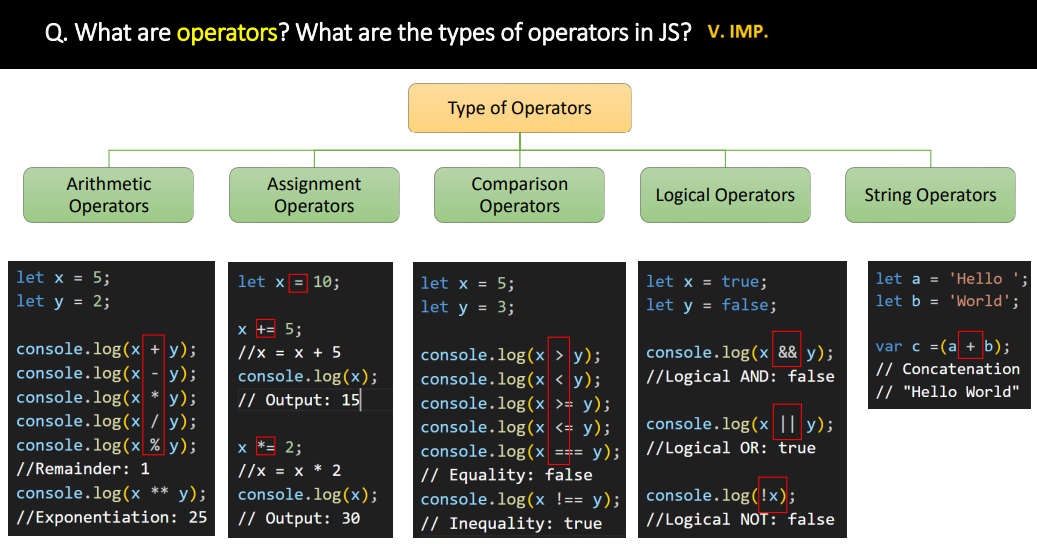 Q. What are operators? What are the types of operators in JS? V. IMP.
Type of Operators
Arithmetic
Operators
Assignment
Operators
Comparison
Operators
Logical Operators
String Operators
let x = 5;
let y = 2;
console.log(x + y);
console.log(x - y);
console.log(x * y);
console.log(x / y);
console.log(x % y);
//Remainder: 1
console.log(x ** y);
//Exponentiation: 25
let x = 10;
x += 5;
//x = x + 5
console.log(x);
// Output: 15
x *= 2;
//x = x * 2
console.log(x);
// Output: 30
let x = 5;
let y = 3;
console.log(x > y);
console.log(x < y);
console.log(x >= y);
console.log(x <= y);
console.log(x === y);
// Equality: false
console.log(x !== y);
// Inequality: true
let x = true;
let y = false;
console.log(x && y);
//Logical AND: false
console.log(x || y);
//Logical OR: true
console.log(!x);
//Logical NOT: false
let a = 'Hello ';
let b = 'World';
var c =(a + b);
// Concatenation
// "Hello World"